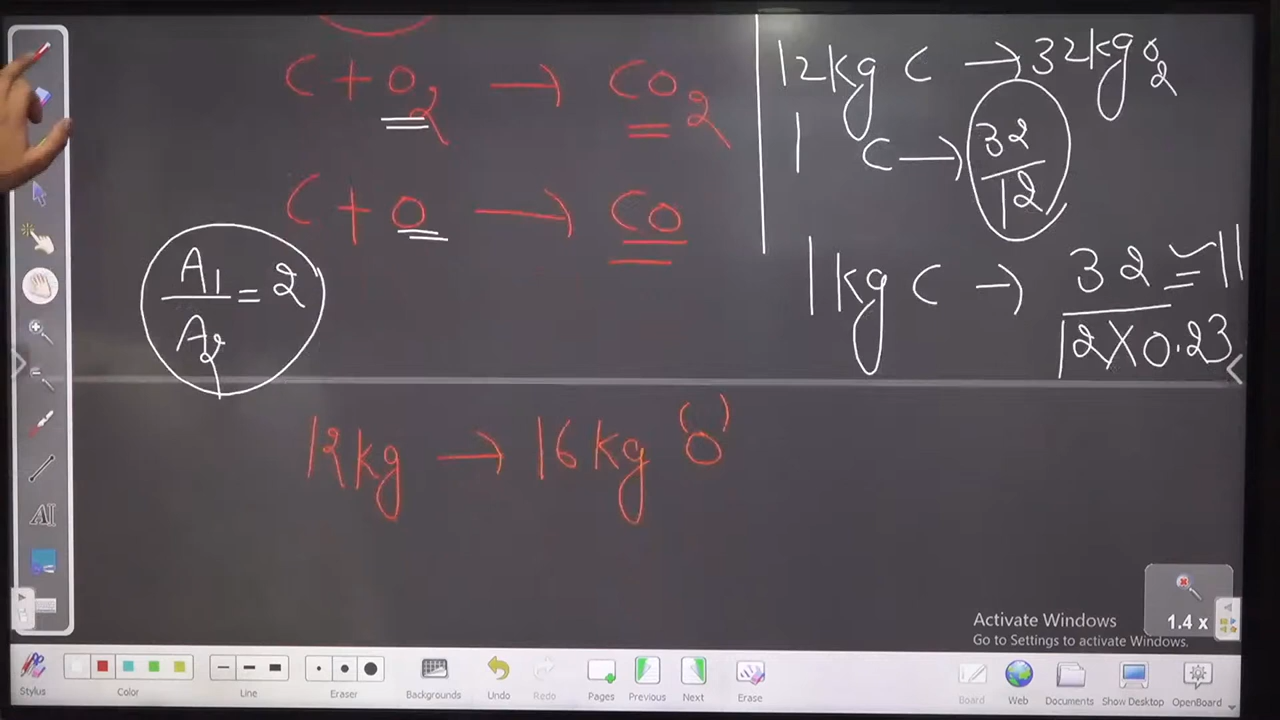 C + O2 → CO2
C + O → CO
A1/A2 = 2
12kg C → 32kg O2
1 C → 32/12
1kg C → 32/12X0.23 ≃ 11
12kg → 16kg (O)
AI
1.4 x
Activate Windows
Go to Settings to activate Windows.
Stylus Color Line Eraser Backgrounds Undo Redo Pages Previous Next Erase Board Web Documents Show Desktop OpenBoard